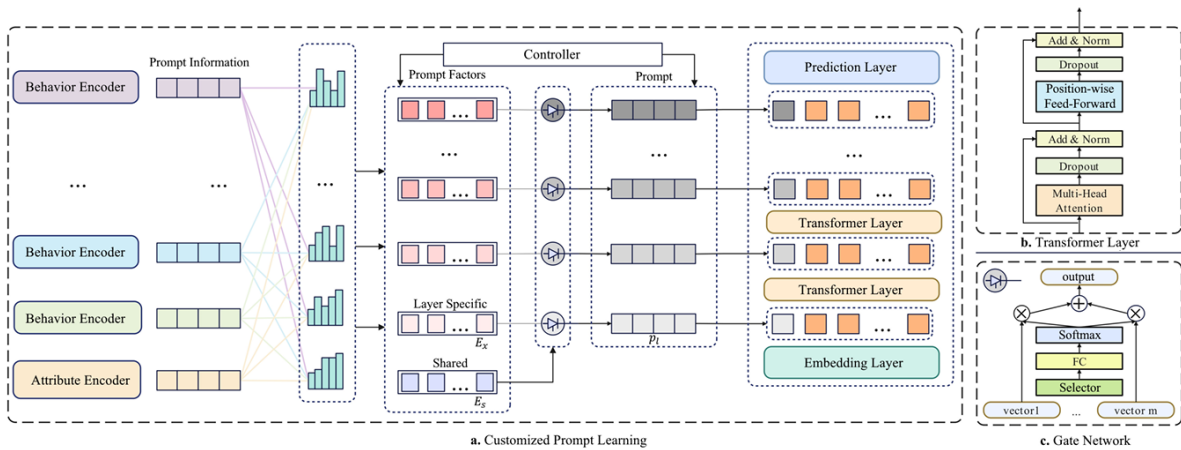 Behavior Encoder
Prompt Information
...
...
Behavior Encoder
Behavior Encoder
Attribute Encoder
...
Controller
Prompt Factors
Prompt
...
...
...
...
...
Layer Specific
...
E_x
Shared
...
E_s
p_l
Prediction Layer
...
...
...
Transformer Layer
...
Transformer Layer
...
Embedding Layer
a. Customized Prompt Learning
Add & Norm
Dropout
Position-wise
Feed-Forward
Add & Norm
Dropout
Multi-Head
Attention
b. Transformer Layer
output
Softmax
FC
Selector
vector1 ... vector m
c. Gate Network